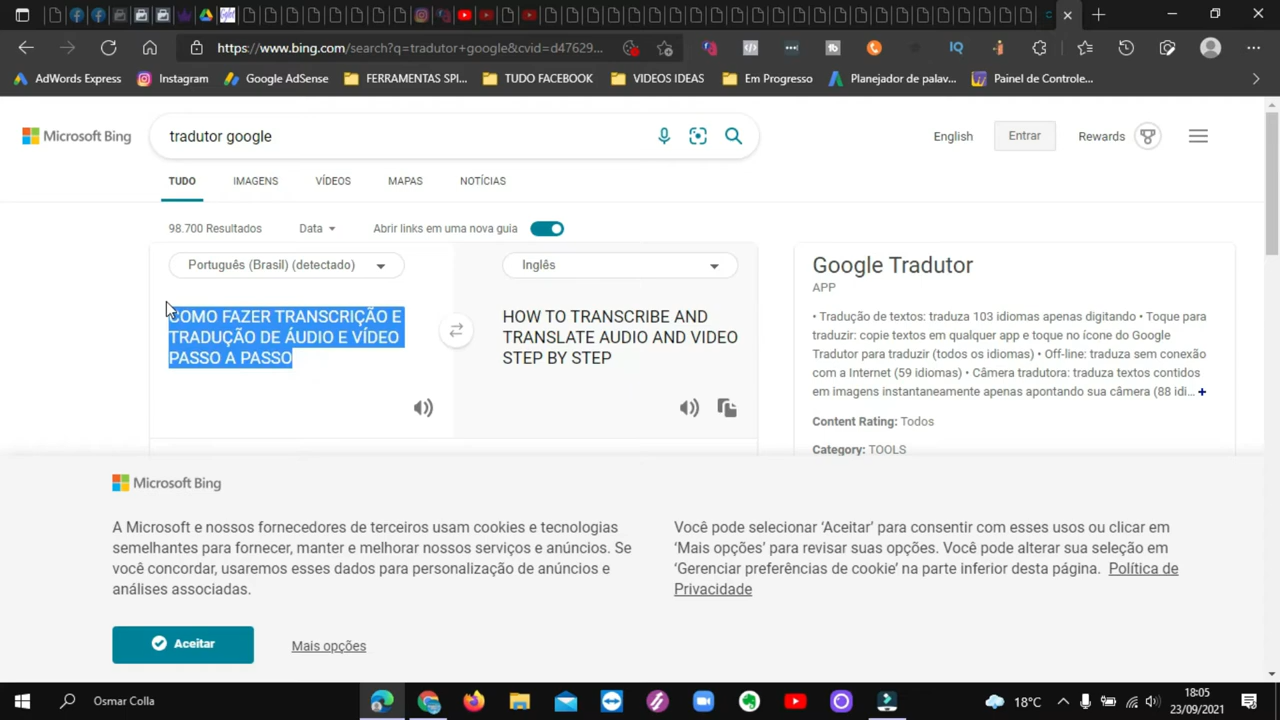 https://www.bing.com/search?q=tradutor+google&cvid=d47629...
IQ
AdWords Express
Instagram
Google AdSense
FERRAMENTAS SPI...
TUDO FACEBOOK
VIDEOS IDEAS
Em Progresso
Planejador de palav...
Painel de Controle...
Microsoft Bing
tradutor google
English
Entrar
Rewards
TUDO
IMAGENS
VÍDEOS
MAPAS
NOTÍCIAS
98.700 Resultados
Data
Abrir links em uma nova guia
Português (Brasil) (detectado)
COMO FAZER TRANSCRIÇÃO E
TRADUÇÃO DE ÁUDIO E VÍDEO
PASSO A PASSO
Inglês
HOW TO TRANSCRIBE AND
TRANSLATE AUDIO AND VIDEO
STEP BY STEP
Google Tradutor
APP
• Tradução de textos: traduza 103 idiomas apenas digitando • Toque para
traduzir: copie textos em qualquer app e toque no ícone do Google
Tradutor para traduzir (todos os idiomas) • Off-line: traduza sem conexão
com a Internet (59 idiomas) • Câmera tradutora: traduza textos contidos
em imagens instantaneamente apenas apontando sua câmera (88 idi... +
Content Rating: Todos
Category: TOOLS
Microsoft Bing
A Microsoft e nossos fornecedores de terceiros usam cookies e tecnologias
semelhantes para fornecer, manter e melhorar nossos serviços e anúncios. Se
você concordar, usaremos esses dados para personalização de anúncios e
análises associadas.
Você pode selecionar 'Aceitar' para consentir com esses usos ou clicar em
'Mais opções' para revisar suas opções. Você pode alterar sua seleção em
'Gerenciar preferências de cookie' na parte inferior desta página. Política de
Privacidade
Aceitar
Mais opções
Osmar Colla
18°C
18:05
23/09/2021